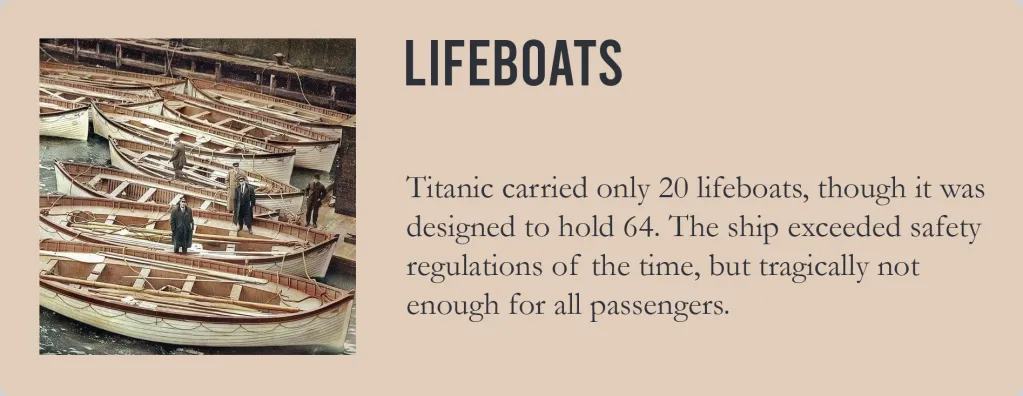 LIFEBOATS
Titanic carried only 20 lifeboats, though it was
designed to hold 64. The ship exceeded safety
regulations of the time, but tragically not
enough for all passengers.